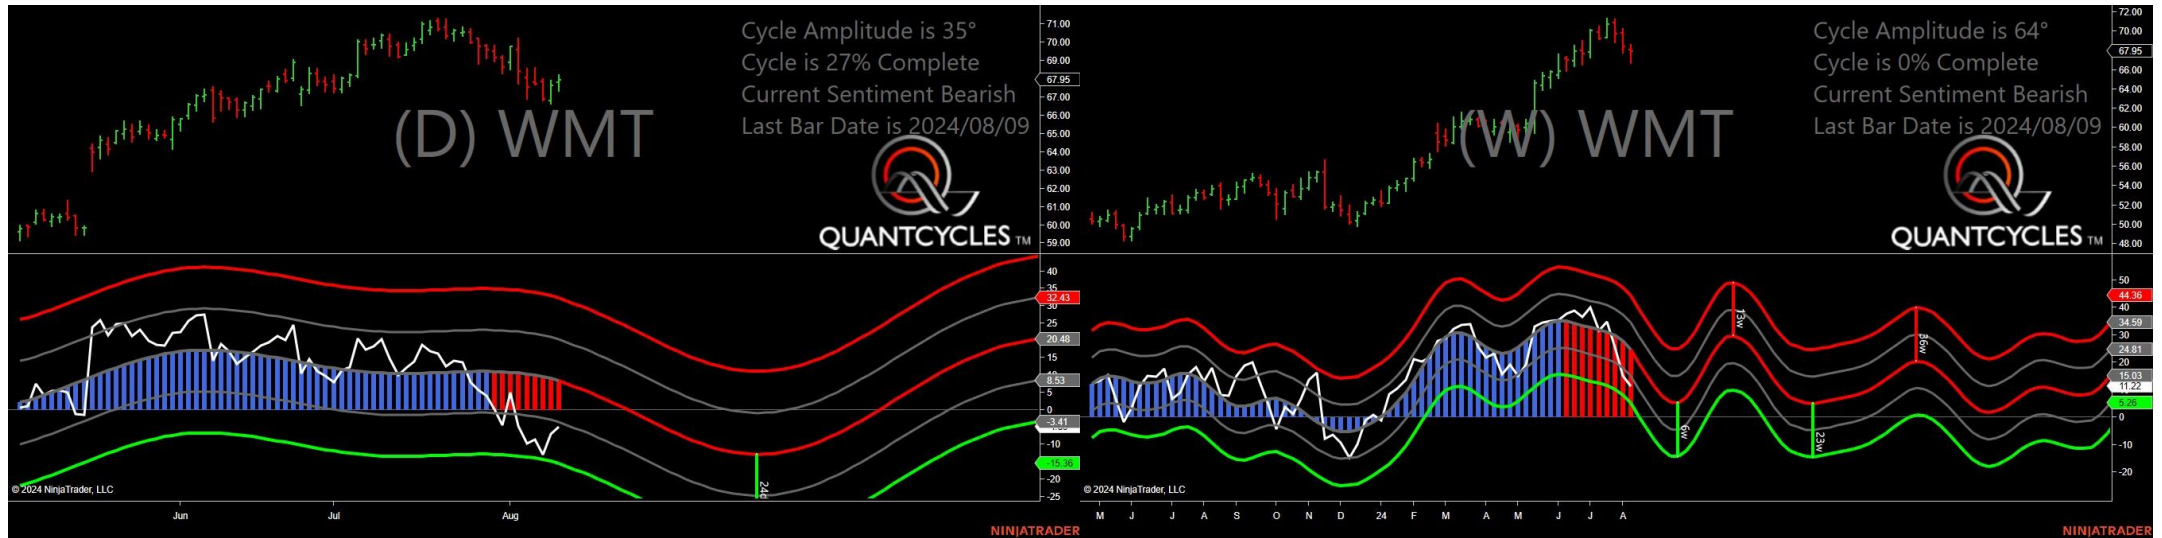 Cycle Amplitude is 35°
Cycle is 27% Complete
Current Sentiment Bearish
Last Bar Date is 2024/08/09
(D) WMT
QUANTCYCLES TM
71.00
70.00
69.00
67.95
67.00
66.00
65.00
64.00
63.00
62.00
61.00
60.00
59.00
40
35
32.43
30
25
20.48
15
8.53
5
0
-3.41
-10
-15.36
-20
-25
24d
© 2024 NinjaTrader, LLC
Jun Jul Aug
NINJATRADER
Cycle Amplitude is 64°
Cycle is 0% Complete
Current Sentiment Bearish
Last Bar Date is 2024/08/09
(W) WMT
QUANTCYCLES TM
72.00
70.00
67.95
66.00
64.00
62.00
60.00
58.00
56.00
54.00
52.00
50.00
48.00
50
44.36
40
34.59
30
24.81
20
15.03
11.22
5.26
0
-10
-20
13w
36w
6w
23w
© 2024 NinjaTrader, LLC
M J J A S O N D 24 F M A M J J A
NINJATRADER